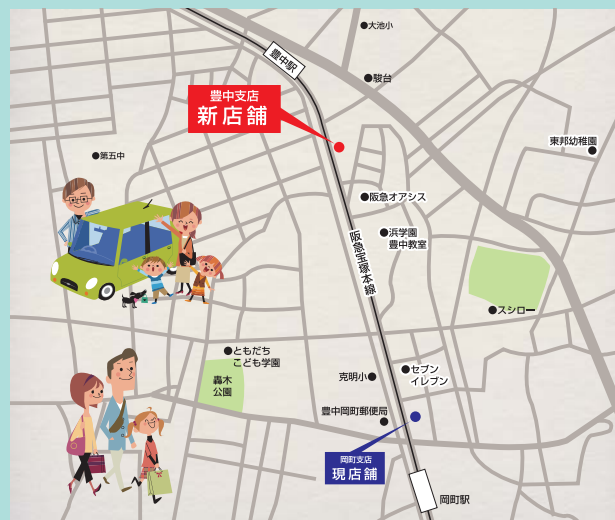 大池小
豊中駅
駿台
豊中支店
新店舗
東邦幼稚園
第五中
阪急オアシス
浜学園
豊中教室
阪急宝塚本線
スシロー
ともだち
こども学園
轟木
公園
克明小
セブン
イレブン
豊中岡町郵便局
岡町支店
現店舗
岡町駅